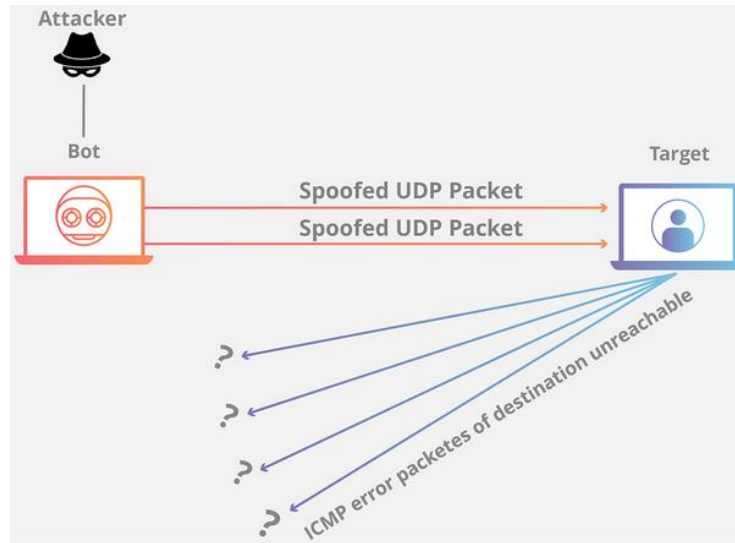 Attacker
Bot
Target
Spoofed UDP Packet
Spoofed UDP Packet
?
?
?
?
ICMP error packetes of destination unreachable